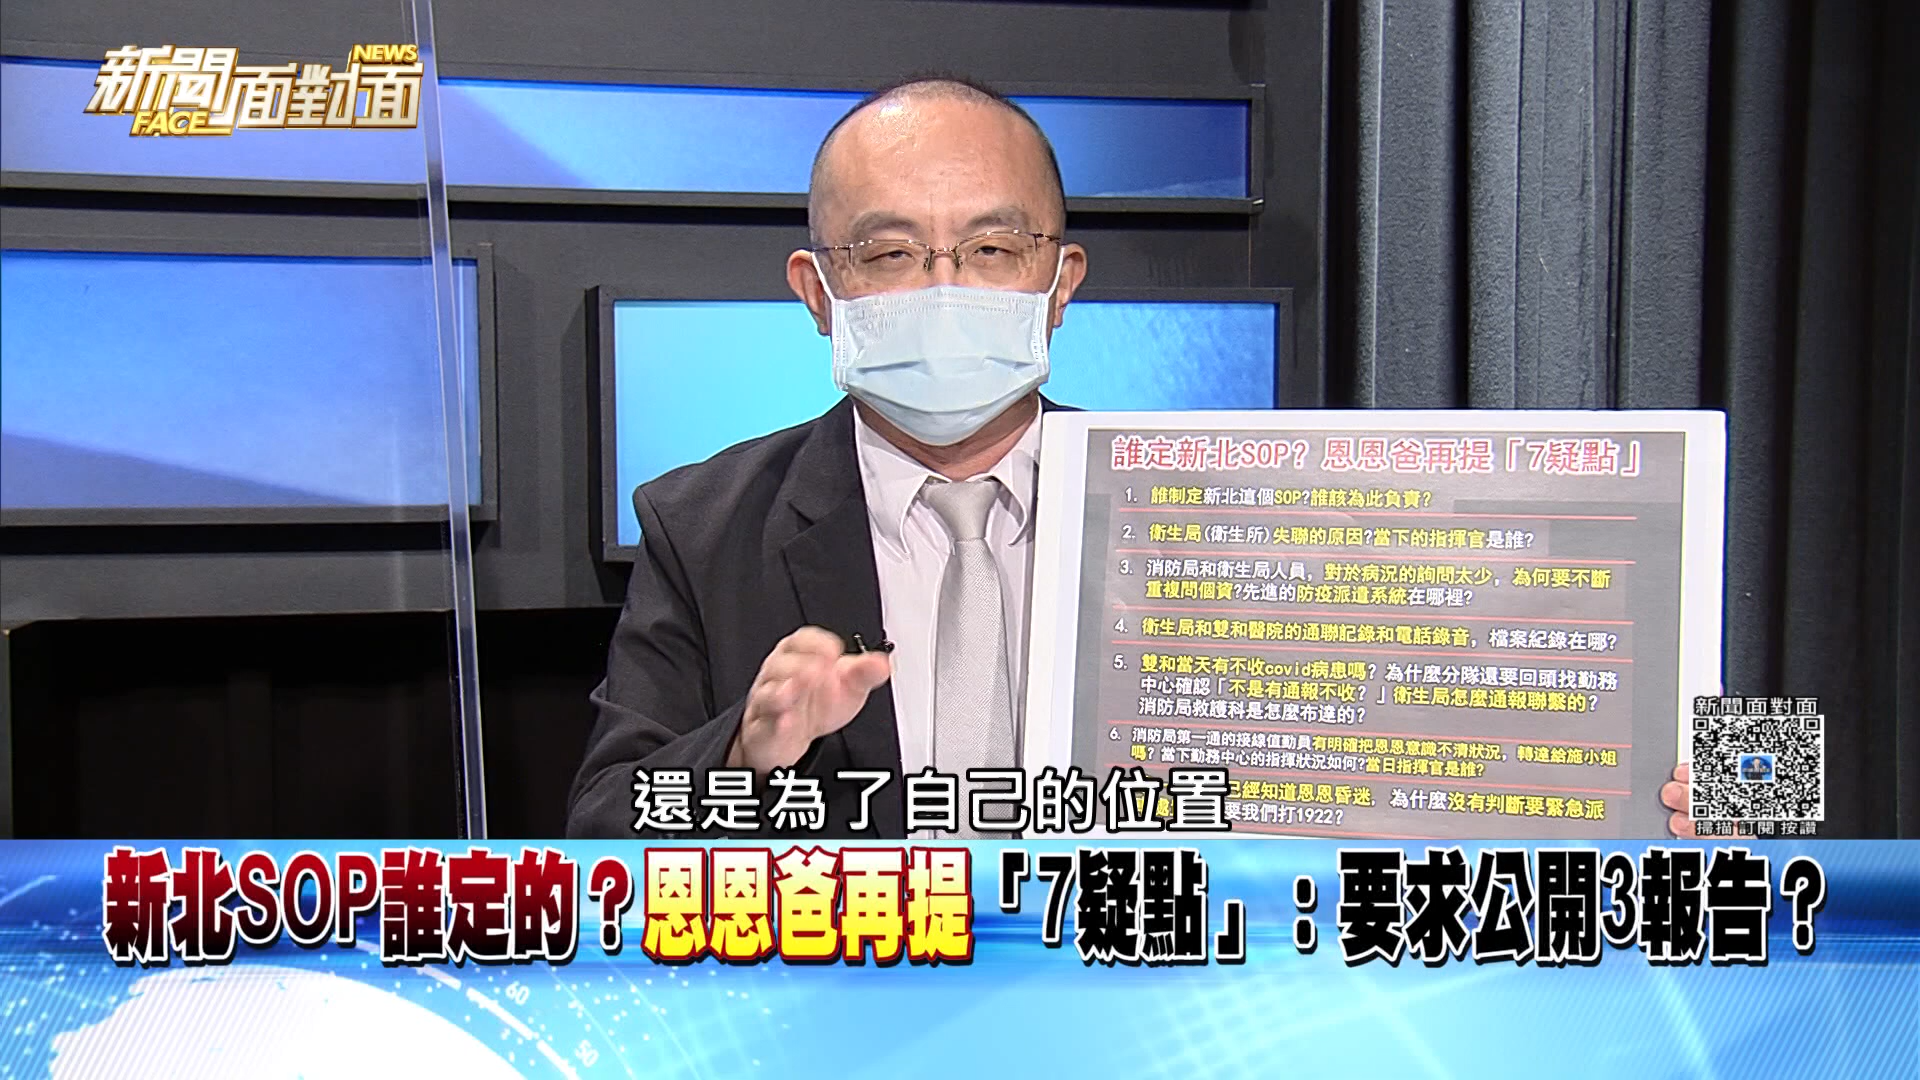 新聞面對面
NEWS
FACE
誰定新北SOP? 恩恩爸再提「7疑點」
1. 誰制定新北這個SOP?誰該為此負責?
2. 衛生局(衛生所)失聯的原因?當下的指揮官是誰?
3. 消防局和衛生局人員，對於病況的詢問太少，為何要不斷
重複問個資?先進的防疫派遣系統在哪裡?
4. 衛生局和雙和醫院的通聯記錄和電話錄音，檔案紀錄在哪?
5. 雙和當天有不收covid病患嗎? 為什麼分隊還要回頭找勤務
中心確認「不是有通報不收?」衛生局怎麼通報聯繫的?
消防局救護科是怎麼布達的?
6. 消防局第一通的接線值勤員有明確把恩恩意識不清狀況，轉達給施小姐
嗎? 當下勤務中心的指揮狀況如何?當日指揮官是誰?
已經知道恩恩昏迷，為什麼沒有判斷要緊急派
要我們打1922?
新聞面對面
掃描 訂閱 按讚
還是為了自己的位置
新北SOP誰定的？恩恩爸再提「7疑點」：要求公開3報告？
60
50